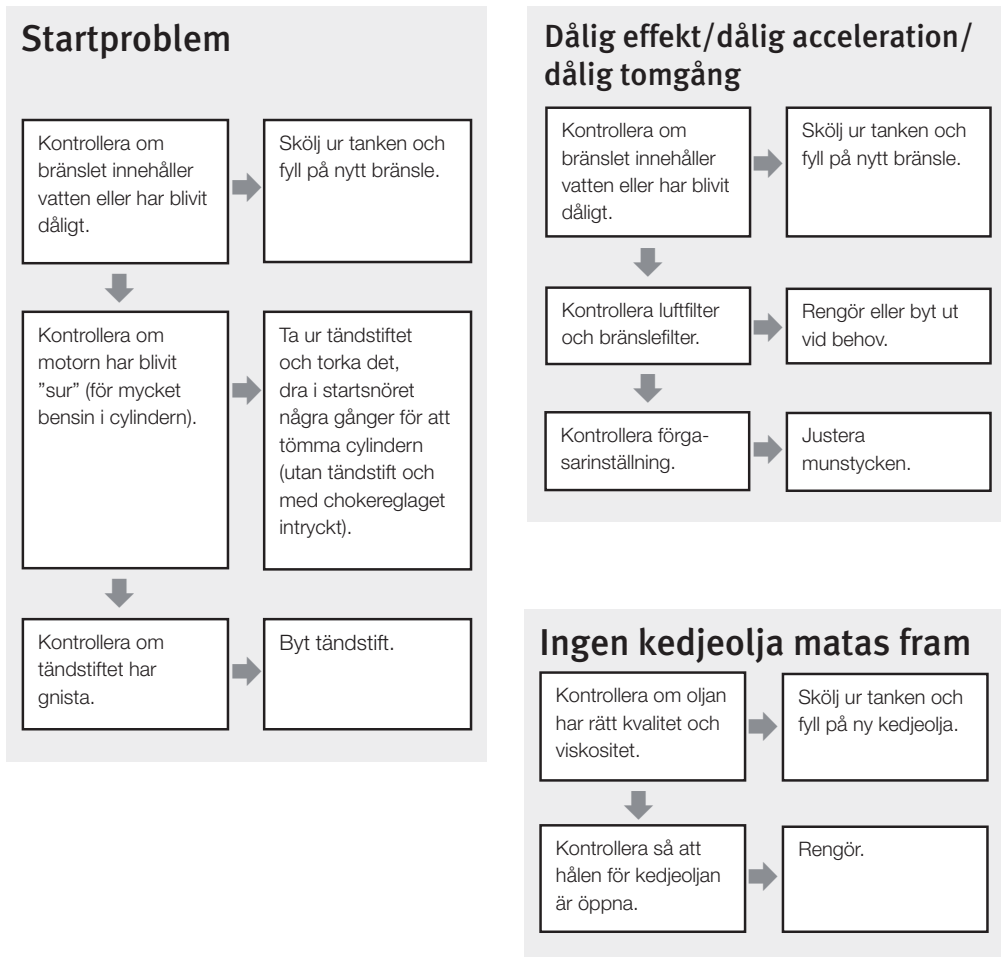 Startproblem
Kontrollera om
bränslet innehåller
vatten eller har blivit
dåligt.
Skölj ur tanken och
fyll på nytt bränsle.
Kontrollera om
motorn har blivit
”sur” (för mycket
bensin i cylindern).
Ta ur tändstiftet
och torka det,
dra i startsnöret
några gånger för att
tömma cylindern
(utan tändstift och
med chokereglaget
intryckt).
Kontrollera om
tändstiftet har
gnista.
Byt tändstift.
Dålig effekt/dålig acceleration/
dålig tomgång
Kontrollera om
bränslet innehåller
vatten eller har blivit
dåligt.
Skölj ur tanken och
fyll på nytt bränsle.
Kontrollera luftfilter
och bränslefilter.
Rengör eller byt ut
vid behov.
Kontrollera förga-
sarinställning.
Justera
munstycken.
Ingen kedjeolja matas fram
Kontrollera om oljan
har rätt kvalitet och
viskositet.
Skölj ur tanken och
fyll på ny kedjeolja.
Kontrollera så att
hålen för kedjeoljan
är öppna.
Rengör.